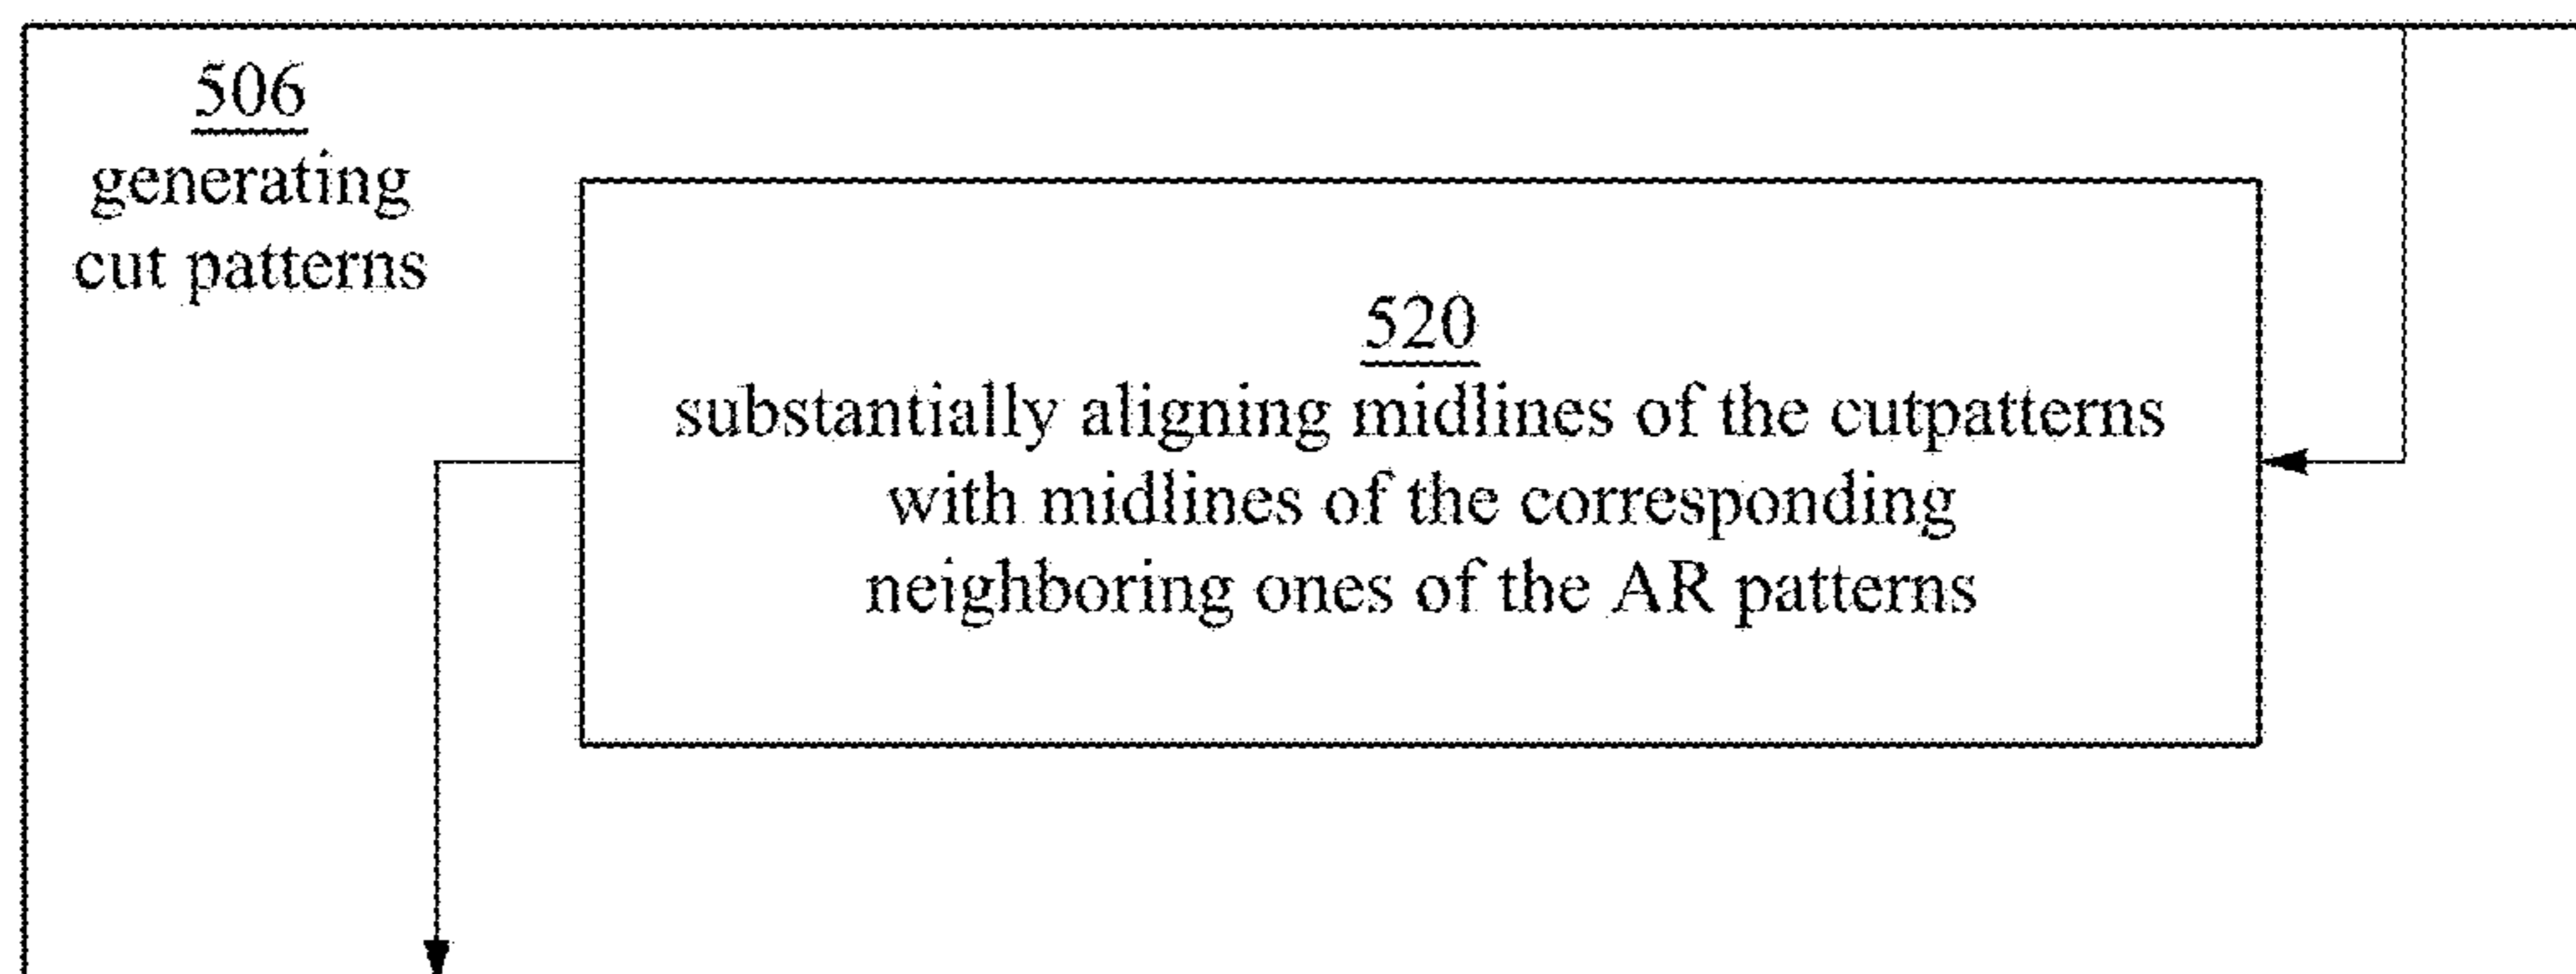 506
generating
cut patterns
520
substantially aligning midlines of the cutpatterns
with midlines of the corresponding
neighboring ones of the AR patterns